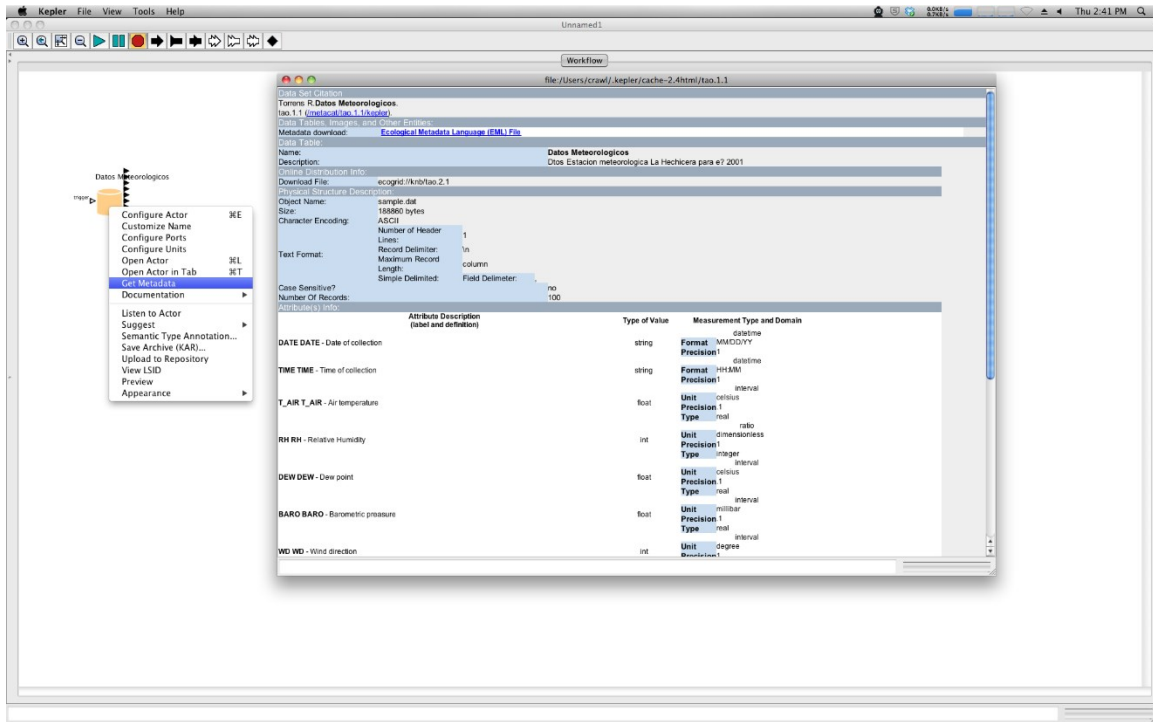 Kepler File View Tools Help
0.0KB/s
0.7KB/s
Thu 2:41 PM
Unnamed1
Workflow
Datos Meteorologicos
trigger
Configure Actor ⌘E
Customize Name
Configure Ports
Configure Units
Open Actor ⌘L
Open Actor in Tab ⌘T
Get Metadata
Documentation
Listen to Actor
Suggest
Semantic Type Annotation...
Save Archive (KAR)...
Upload to Repository
View LSID
Preview
Appearance
file:/Users/crawl/.kepler/cache-2.4html/tao.1.1
Data Set Citation
Torrens R.Datos Meteorologicos.
tao.1.1 (/metacat/tao.1.1/kepler).
Data Tables, Images, and Other Entities:
Metadata download: Ecological Metadata Language (EML) File
Data Table:
Name: Datos Meteorologicos
Description: Dtos Estacion meteorologica La Hechicera para e? 2001
Online Distribution Info:
Download File: ecogrid://knb/tao.2.1
Physical Structure Description:
Object Name: sample.dat
Size: 188860 bytes
Character Encoding: ASCII
Text Format:
Number of Header Lines: 1
Record Delimiter: \n
Maximum Record Length: column
Simple Delimited: Field Delimeter: ,
Case Sensitive? no
Number Of Records: 100
Attribute(s) Info:
Attribute Description
(label and definition)
Type of Value
Measurement Type and Domain
DATE DATE - Date of collection string
datetime
Format MM/DD/YY
Precision 1
TIME TIME - Time of collection string
datetime
Format HH:MM
Precision 1
T_AIR T_AIR - Air temperature float
interval
Unit celsius
Precision .1
Type real
RH RH - Relative Humidity int
ratio
Unit dimensionless
Precision 1
Type integer
DEW DEW - Dew point float
interval
Unit celsius
Precision .1
Type real
BARO BARO - Barometric preasure float
interval
Unit millibar
Precision .1
Type real
WD WD - Wind direction int
interval
Unit degree
Precision 1